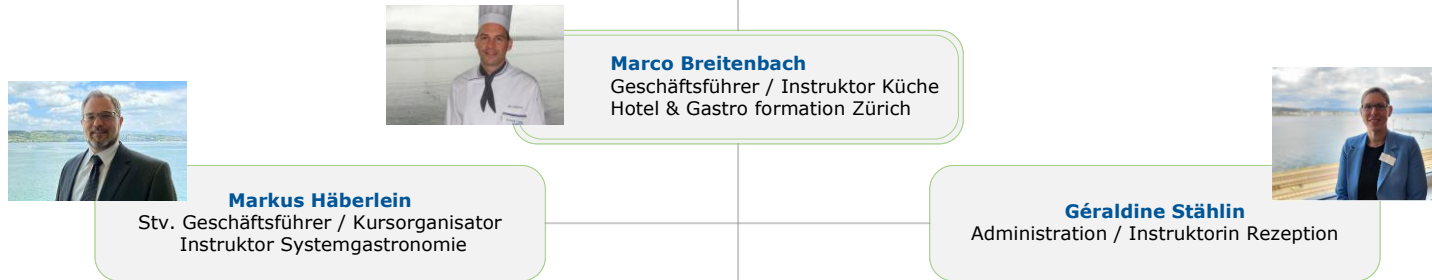 Marco Breitenbach
Geschäftsführer / Instruktor Küche
Hotel & Gastro formation Zürich
Markus Häberlein
Stv. Geschäftsführer / Kursorganisator
Instruktor Systemgastronomie
Géraldine Stählin
Administration / Instruktorin Rezeption